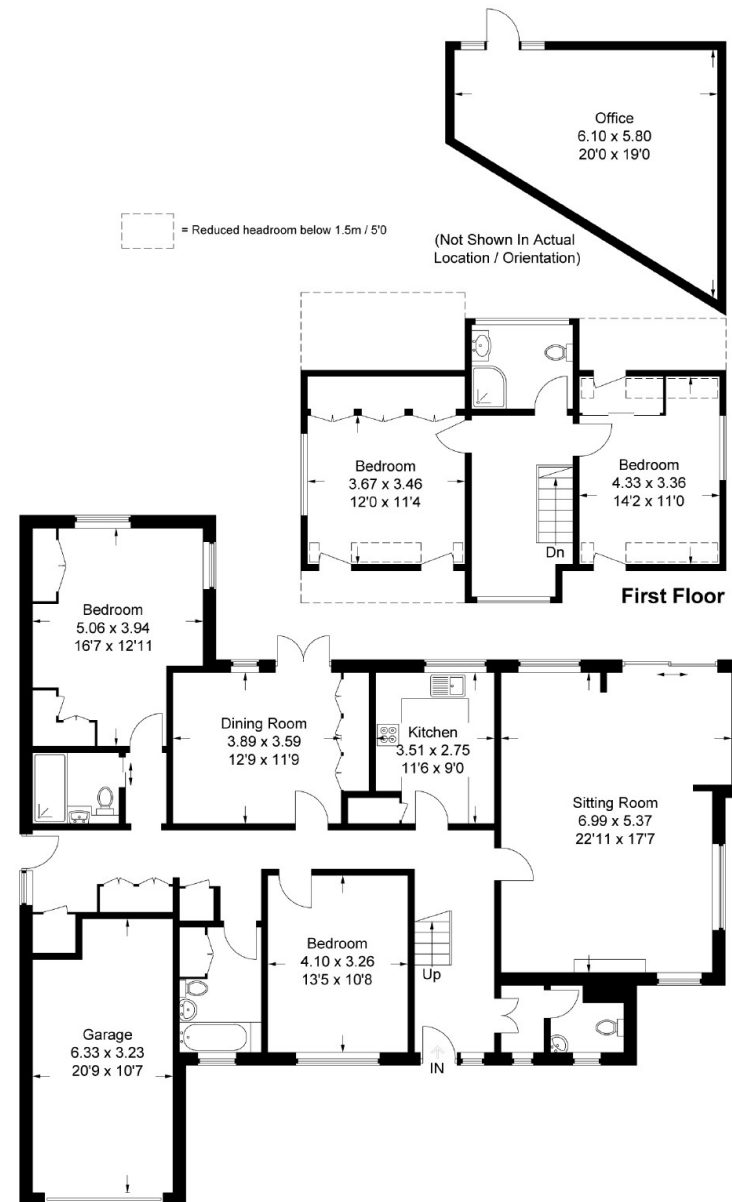 Office
6.10 x 5.80
20'0 x 19'0
= Reduced headroom below 1.5m / 5'0
(Not Shown In Actual
Location / Orientation)
Bedroom
3.67 x 3.46
12'0 x 11'4
Bedroom
4.33 x 3.36
14'2 x 11'0
Dn
First Floor
Bedroom
5.06 x 3.94
16'7 x 12'11
Dining Room
3.89 x 3.59
12'9 x 11'9
Kitchen
3.51 x 2.75
11'6 x 9'0
Sitting Room
6.99 x 5.37
22'11 x 17'7
Bedroom
4.10 x 3.26
13'5 x 10'8
Up
Garage
6.33 x 3.23
20'9 x 10'7
IN